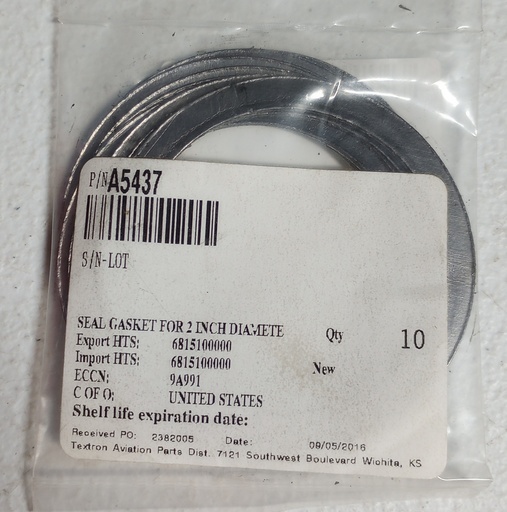 P/N A5437
S/N-LOT
SEAL GASKET FOR 2 INCH DIAMETE Qty 10
Export HTS: 6815100000
Import HTS: 6815100000 New
ECCN: 9A991
C OF O: UNITED STATES
Shelf life expiration date:
Received PO: 2382005 Date: 09/05/2016
Textron Aviation Parts Dist. 7121 Southwest Boulevard Wichita, KS